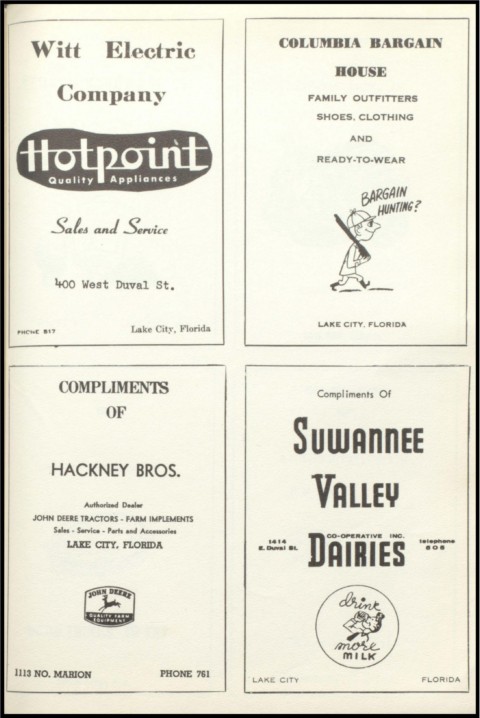 Witt Electric
Company
Hotpoint
Quality Appliances
Sales and Service
400 West Duval St.
PHONE 817
Lake City, Florida
COLUMBIA BARGAIN
HOUSE
FAMILY OUTFITTERS
SHOES, CLOTHING
AND
READY-TO-WEAR
BARGAIN
HUNTING?
LAKE CITY, FLORIDA
COMPLIMENTS
OF
HACKNEY BROS.
Authorized Dealer
JOHN DEERE TRACTORS - FARM IMPLEMENTS
Sales - Service - Parts and Accessories
LAKE CITY, FLORIDA
JOHN DEERE
QUALITY FARM
EQUIPMENT
1113 NO. MARION
PHONE 761
Compliments Of
SUWANNEE
VALLEY
CO-OPERATIVE INC.
1414
E. Duval St.
DAIRIES
telephone
608
drink
more
MILK
LAKE CITY
FLORIDA